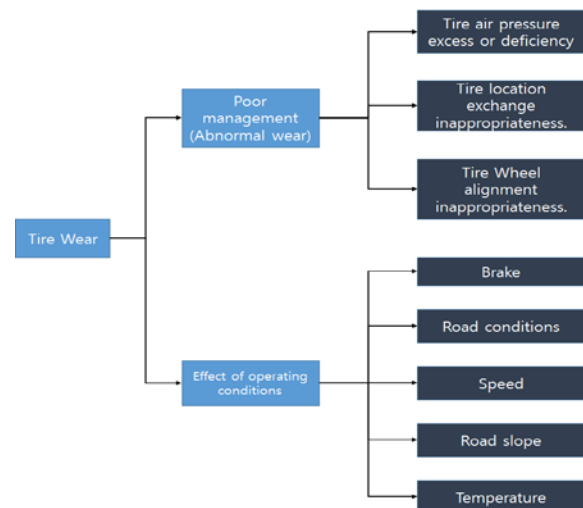 Tire air pressure
excess or deficiency
Poor
management
(Abnormal wear)
Tire location
exchange
inappropriateness.
Tire Wheel
alignment
inappropriateness.
Tire Wear
Brake
Road conditions
Effect of operating
conditions
Speed
Road slope
Temperature